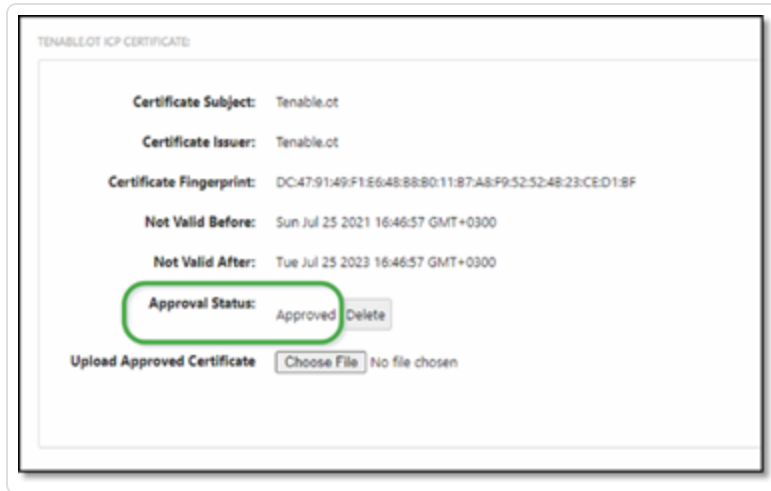 TENABLE.OT ICP CERTIFICATE:
Certificate Subject: Tenable.ot
Certificate Issuer: Tenable.ot
Certificate Fingerprint: DC:47:91:49:F1:E6:48:B8:B0:11:B7:A8:F9:52:52:4B:23:CE:D1:BF
Not Valid Before: Sun Jul 25 2021 16:46:57 GMT+0300
Not Valid After: Tue Jul 25 2023 16:46:57 GMT+0300
Approval Status: Approved Delete
Upload Approved Certificate Choose File No file chosen